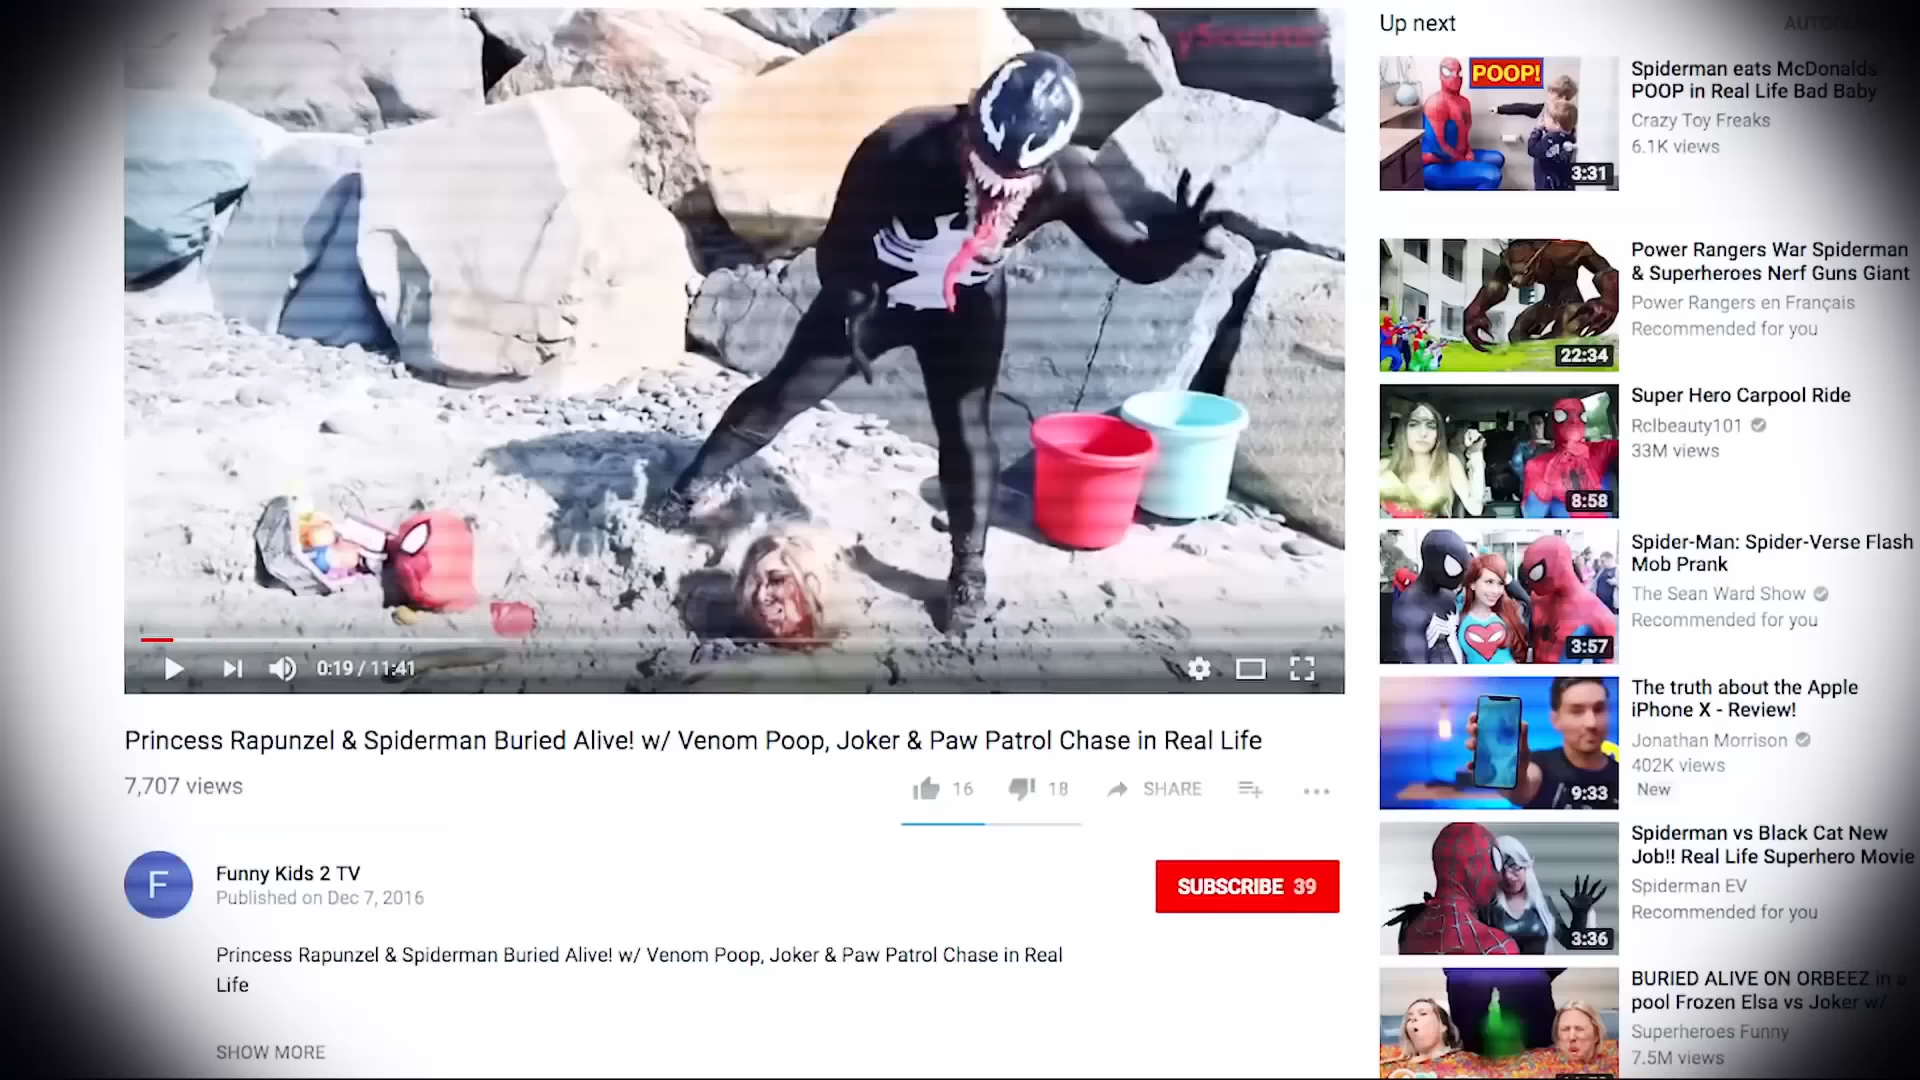 Up next
POOP!
3:31
Spiderman eats McDonalds
POOP in Real Life Bad Baby
Crazy Toy Freaks
6.1K views
22:34
Power Rangers War Spiderman
& Superheroes Nerf Guns Giant
Power Rangers en Français
Recommended for you
8:58
Super Hero Carpool Ride
Rclbeauty101
33M views
3:57
Spider-Man: Spider-Verse Flash
Mob Prank
The Sean Ward Show
Recommended for you
9:33
The truth about the Apple
iPhone X - Review!
Jonathan Morrison
402K views
New
3:36
Spiderman vs Black Cat New
Job!! Real Life Superhero Movie
Spiderman EV
Recommended for you
BURIED ALIVE ON ORBEEZ in a
pool Frozen Elsa vs Joker w/
Superheroes Funny
7.5M views
0:19 / 11:41
Princess Rapunzel & Spiderman Buried Alive! w/ Venom Poop, Joker & Paw Patrol Chase in Real Life
7,707 views
16 18 SHARE
F
Funny Kids 2 TV
Published on Dec 7, 2016
SUBSCRIBE 39
Princess Rapunzel & Spiderman Buried Alive! w/ Venom Poop, Joker & Paw Patrol Chase in Real
Life
SHOW MORE